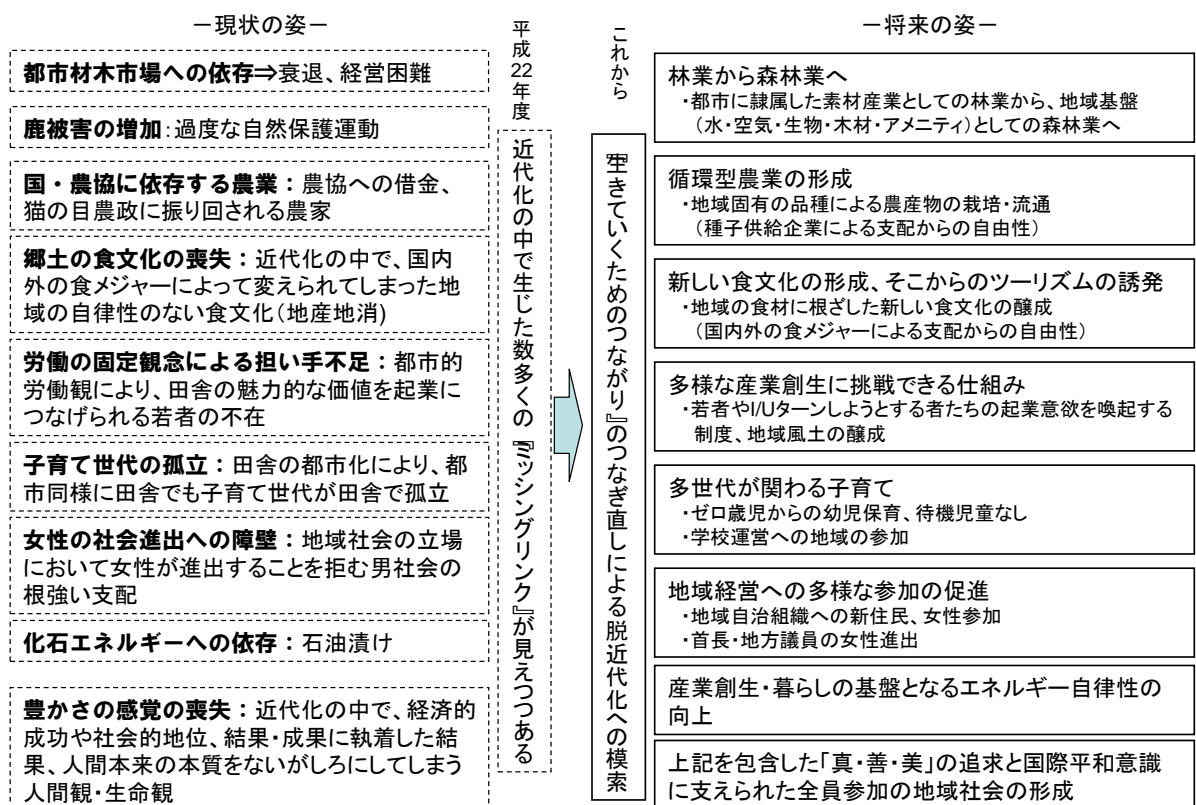 －現状の姿－
都市材木市場への依存⇒衰退、経営困難
鹿被害の増加：過度な自然保護運動
国・農協に依存する農業：農協への借金、
猫の目農政に振り回される農家
郷土の食文化の喪失：近代化の中で、国内
外の食メジャーによって変えられてしまった地
域の自律性のない食文化（地産地消)
労働の固定観念による担い手不足：都市的
労働観により、田舎の魅力的な価値を起業に
つなげられる若者の不在
子育て世代の孤立：田舎の都市化により、都
市同様に田舎でも子育て世代が田舎で孤立
女性の社会進出への障壁：地域社会の立場
において女性が進出することを拒む男社会の
根強い支配
化石エネルギーへの依存：石油漬け
豊かさの感覚の喪失：近代化の中で、経済的
成功や社会的地位、結果・成果に執着した結
果、人間本来の本質をないがしろにしてしまう
人間観・生命観
平成22年度
近代化の中で生じた数多くの『ミッシングリンク』が見えつつある
これから
『生きていくためのつながり』のつなぎ直しによる脱近代化への模索
－将来の姿－
林業から森林業へ
・都市に隷属した素材産業としての林業から、地域基盤
（水・空気・生物・木材・アメニティ）としての森林業へ
循環型農業の形成
・地域固有の品種による農産物の栽培・流通
（種子供給企業による支配からの自由性）
新しい食文化の形成、そこからのツーリズムの誘発
・地域の食材に根ざした新しい食文化の醸成
（国内外の食メジャーによる支配からの自由性）
多様な産業創生に挑戦できる仕組み
・若者やI/Uターンしようとする者たちの起業意欲を喚起する
制度、地域風土の醸成
多世代が関わる子育て
・ゼロ歳児からの幼児保育、待機児童なし
・学校運営への地域の参加
地域経営への多様な参加の促進
・地域自治組織への新住民、女性参加
・首長・地方議員の女性進出
産業創生・暮らしの基盤となるエネルギー自律性の
向上
上記を包含した「真・善・美」の追求と国際平和意識
に支えられた全員参加の地域社会の形成